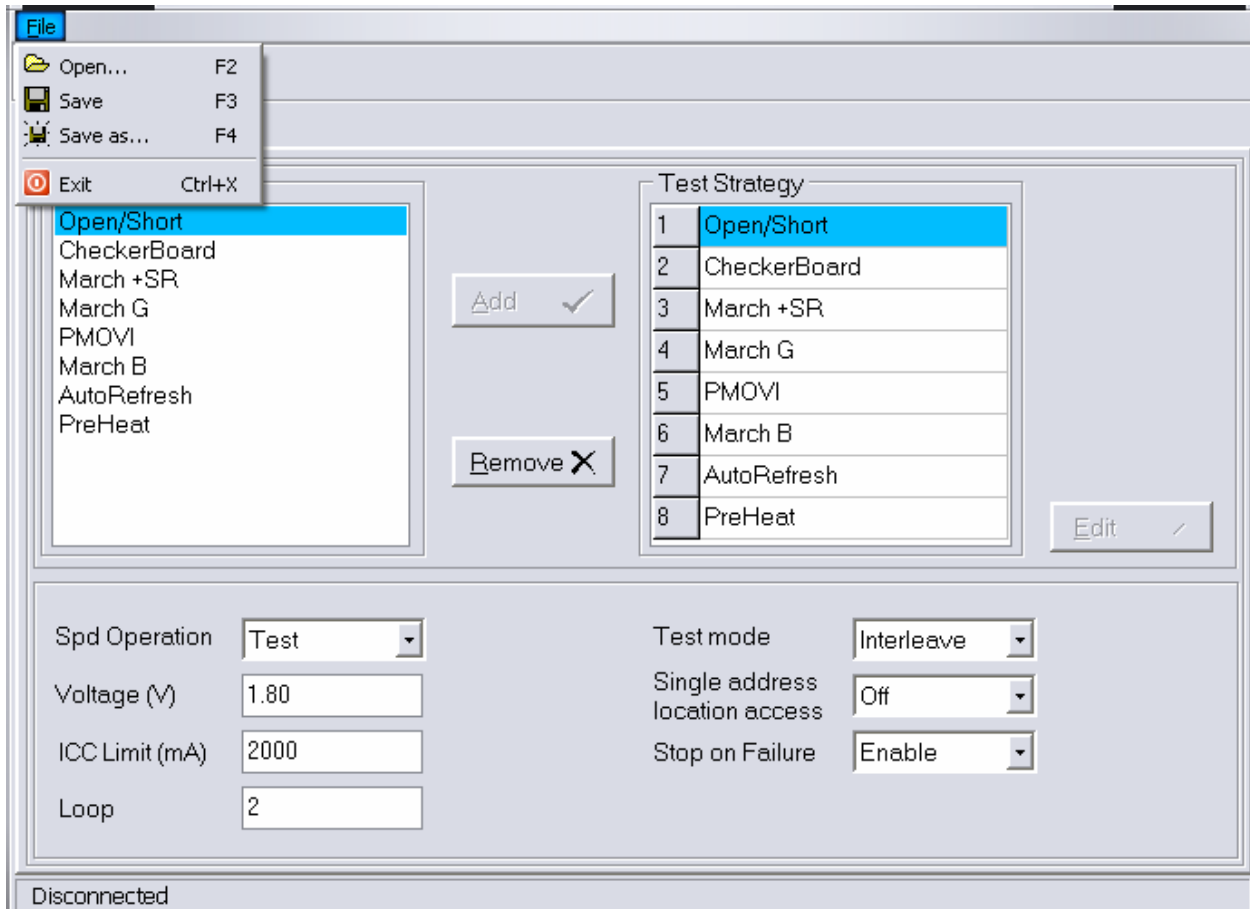 File
Open... F2
Save F3
Save as... F4
Exit Ctrl+X
Open/Short
CheckerBoard
March +SR
March G
PMOVI
March B
AutoRefresh
PreHeat
Add
Remove
Test Strategy
1 Open/Short
2 CheckerBoard
3 March +SR
4 March G
5 PMOVI
6 March B
7 AutoRefresh
8 PreHeat
Edit
Spd Operation Test
Voltage (V) 1.80
ICC Limit (mA) 2000
Loop 2
Test mode Interleave
Single address
location access Off
Stop on Failure Enable
Disconnected